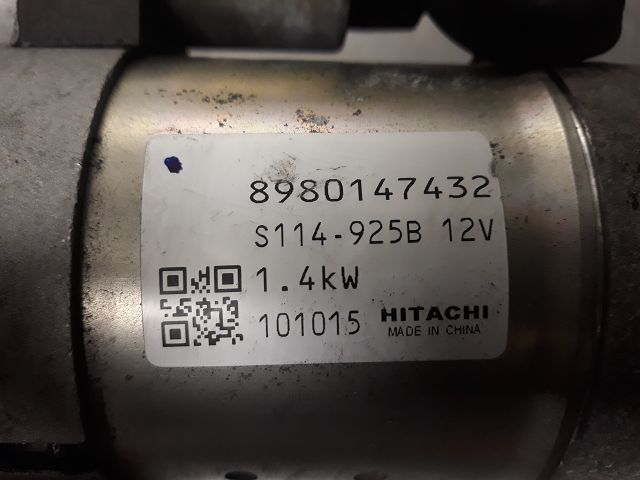 8980147432
S114-925B 12V
1.4kW
101015 HITACHI
MADE IN CHINA